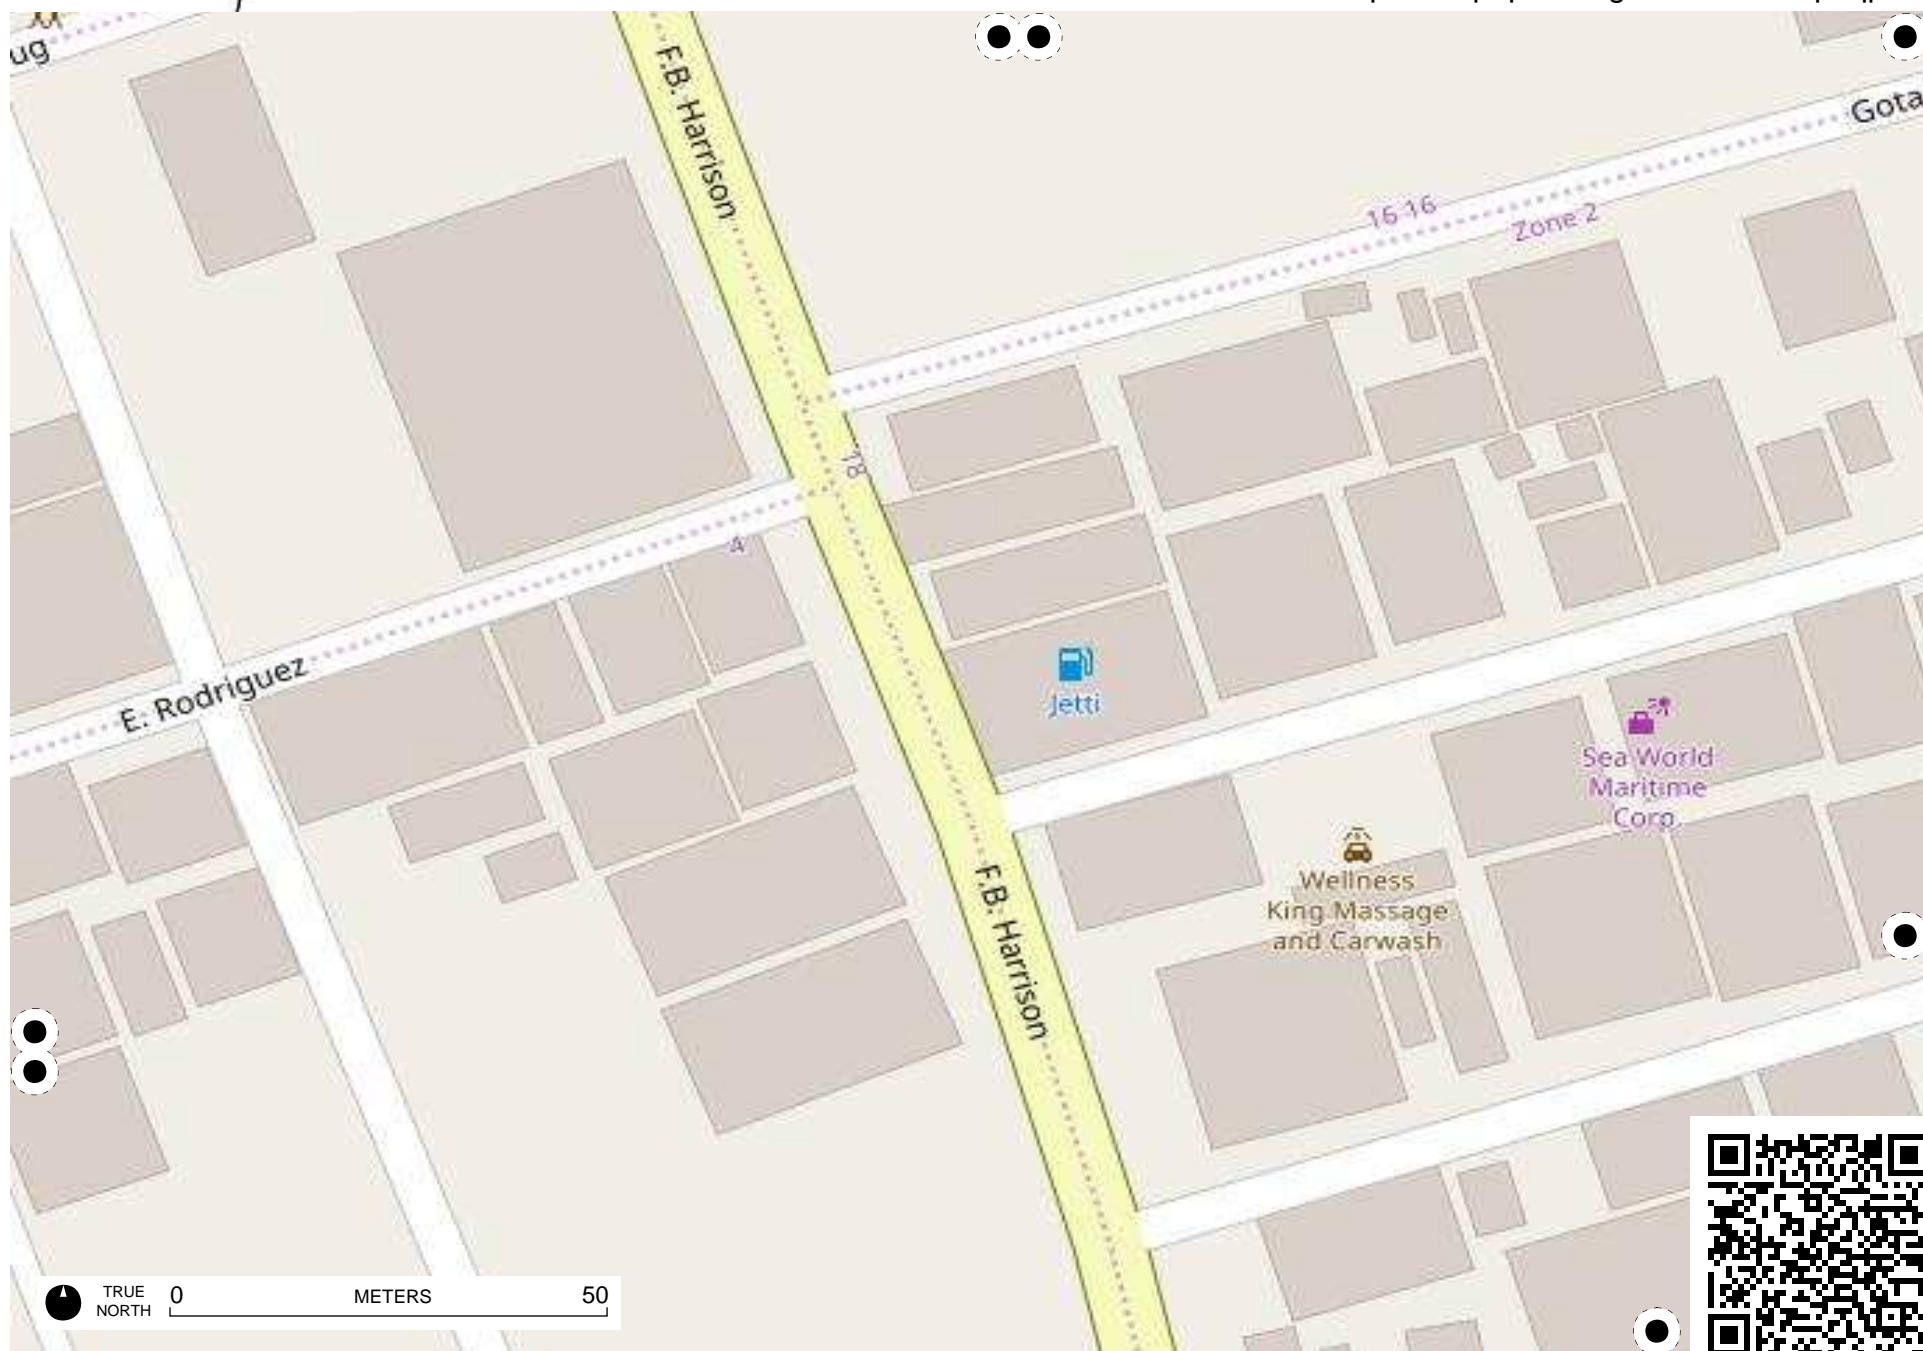 ug
F.B. Harrison
Gota
16 16
Zone 2
18
4
E. Rodriguez
Jetti
Sea World
Maritime
Corp.
Wellness
King Massage
and Carwash
F.B. Harrison
TRUE
NORTH
0
METERS
50